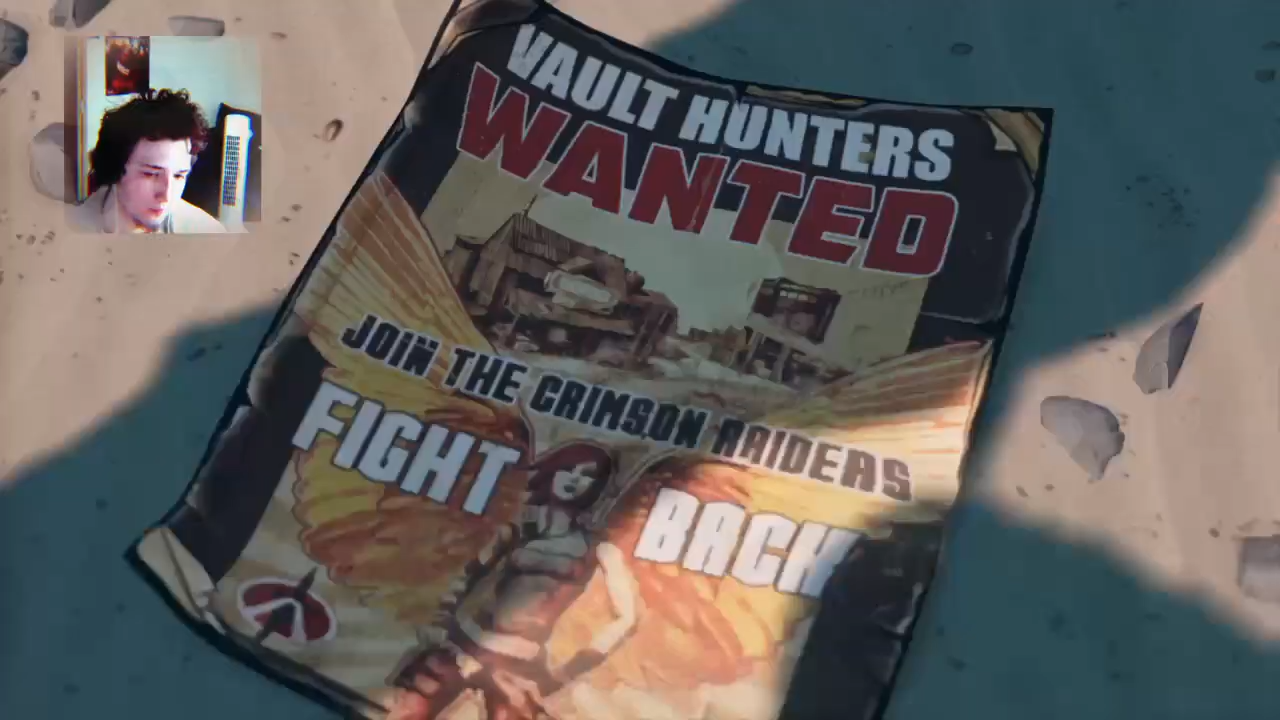 VAULT HUNTERS
WANTED
JOIN THE CRIMSON RAIDERS
FIGHT
BACK